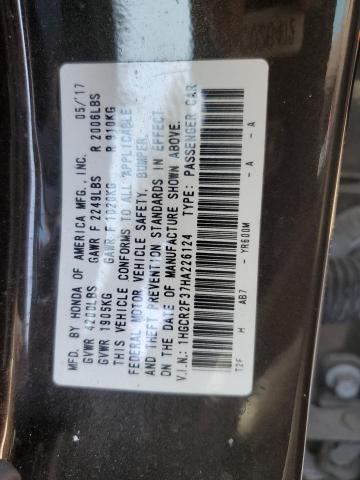 MFD. BY HONDA OF AMERICA MFG., INC. 05/17
GVWR 4210LBS GAWR F 2249LBS R 2006LBS
GVWR 1905KG GAWR F 1020KG R 910KG
THIS VEHICLE CONFORMS TO ALL APPLICABLE
FEDERAL MOTOR VEHICLE SAFETY, BUMPER,
AND THEFT PREVENTION STANDARDS IN EFFECT
ON THE DATE OF MANUFACTURE SHOWN ABOVE.
V.I.N.: 1HGCR2F37HA226124 TYPE: PASSENGER CAR
T2F H AB7 YR600M - A - A